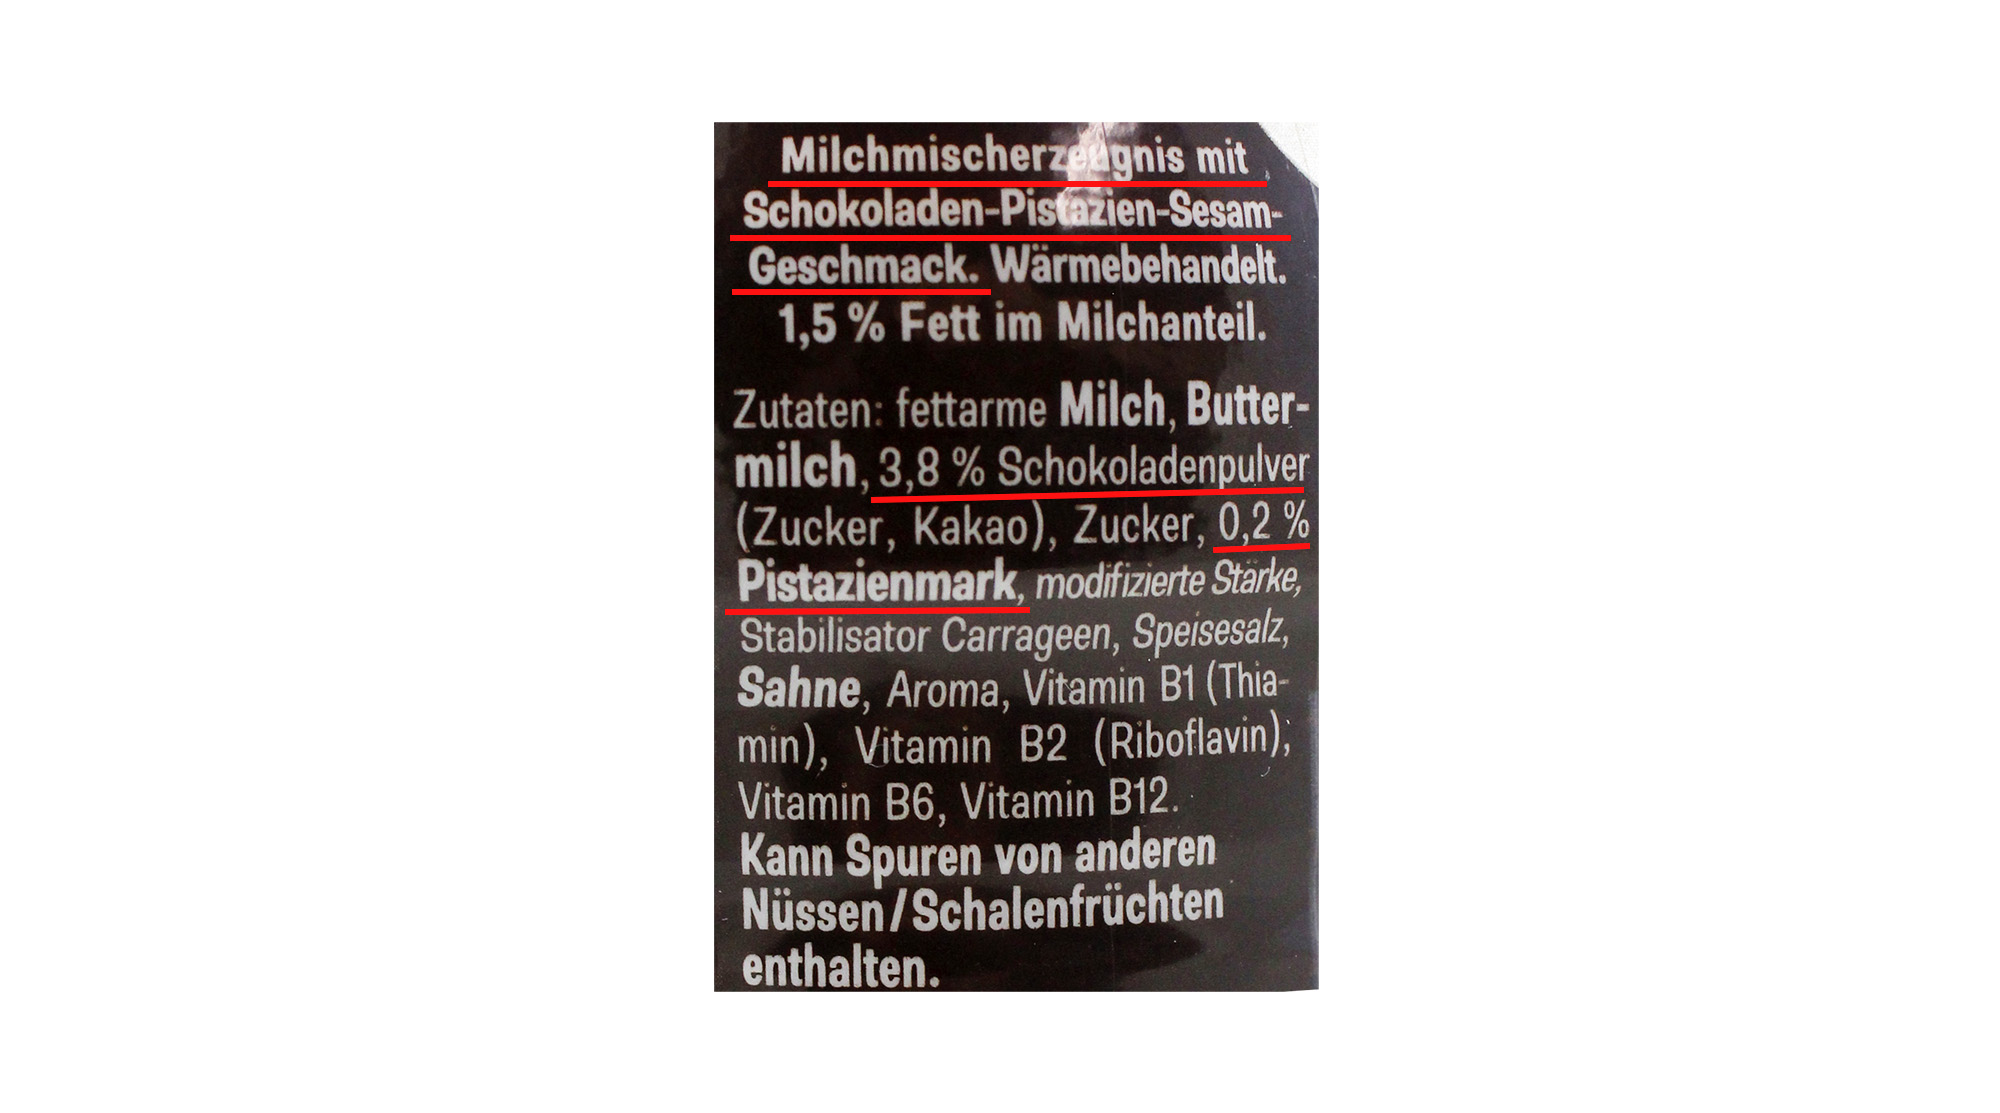 Milchmischerzeugnis mit
Schokoladen-Pistazien-Sesam-
Geschmack. Wärmebehandelt.
1,5 % Fett im Milchanteil.
Zutaten: fettarme Milch, Butter-
milch, 3,8 % Schokoladenpulver
(Zucker, Kakao), Zucker, 0,2 %
Pistazienmark, modifizierte Stärke,
Stabilisator Carrageen, Speisesalz,
Sahne, Aroma, Vitamin B1 (Thia-
min), Vitamin B2 (Riboflavin),
Vitamin B6, Vitamin B12.
Kann Spuren von anderen
Nüssen/Schalenfrüchten
enthalten.